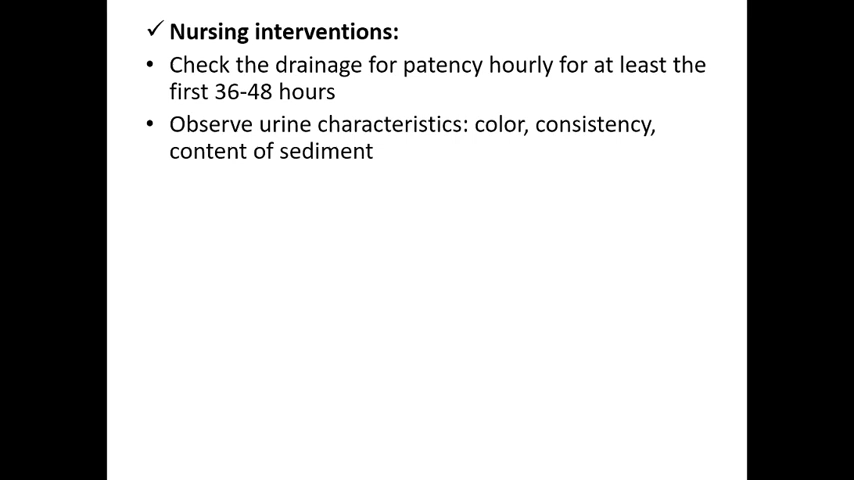 ✓ Nursing interventions:
• Check the drainage for patency hourly for at least the
first 36-48 hours
• Observe urine characteristics: color, consistency,
content of sediment